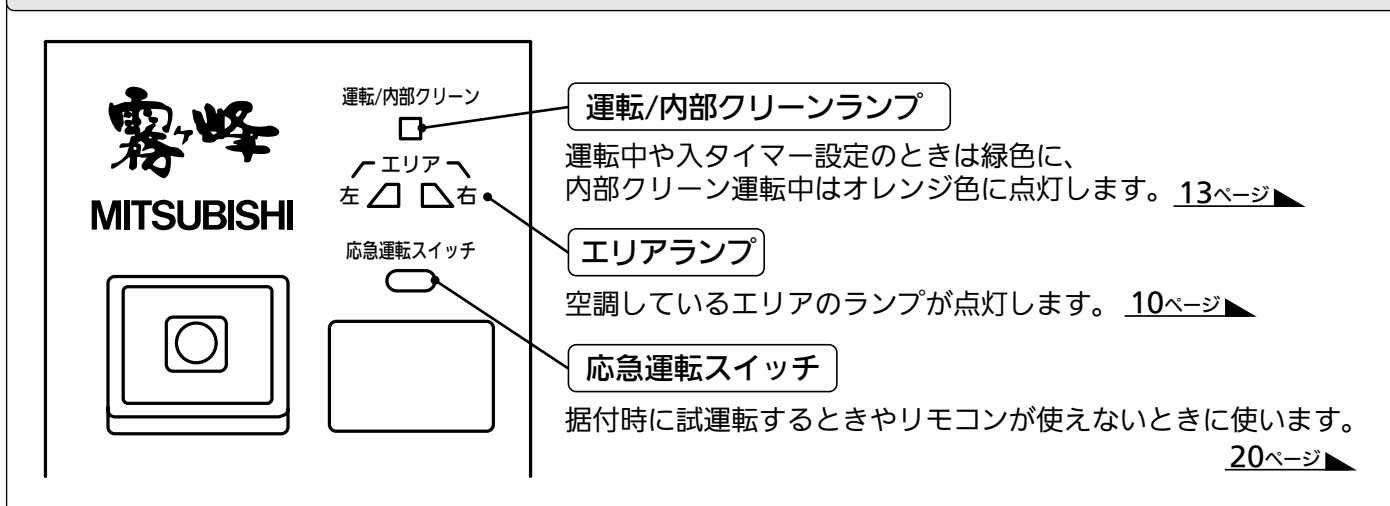 霧ヶ峰
MITSUBISHI
運転/内部クリーン
エリア
左 右
応急運転スイッチ
運転/内部クリーンランプ
運転中や入タイマー設定のときは緑色に、
内部クリーン運転中はオレンジ色に点灯します。 13ページ
エリアランプ
空調しているエリアのランプが点灯します。 10ページ
応急運転スイッチ
据付時に試運転するときやリモコンが使えないときに使います。
20ページ